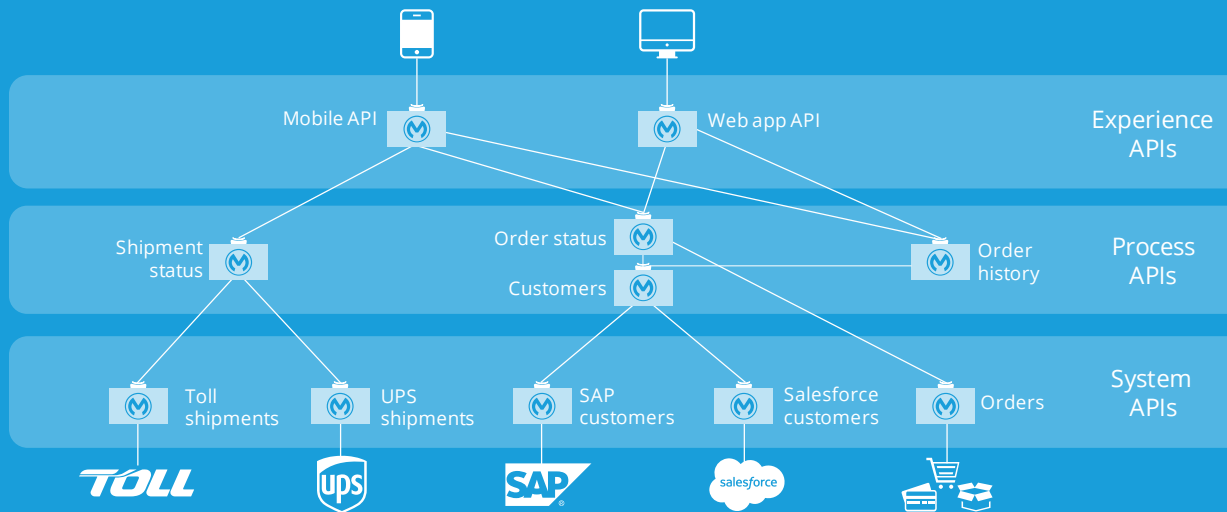 Mobile API
Web app API
Experience
APIs
Shipment
status
Order status
Customers
Order
history
Process
APIs
Toll
shipments
UPS
shipments
SAP
customers
Salesforce
customers
Orders
System
APIs
TOLL
ups
SAP
®
salesforce